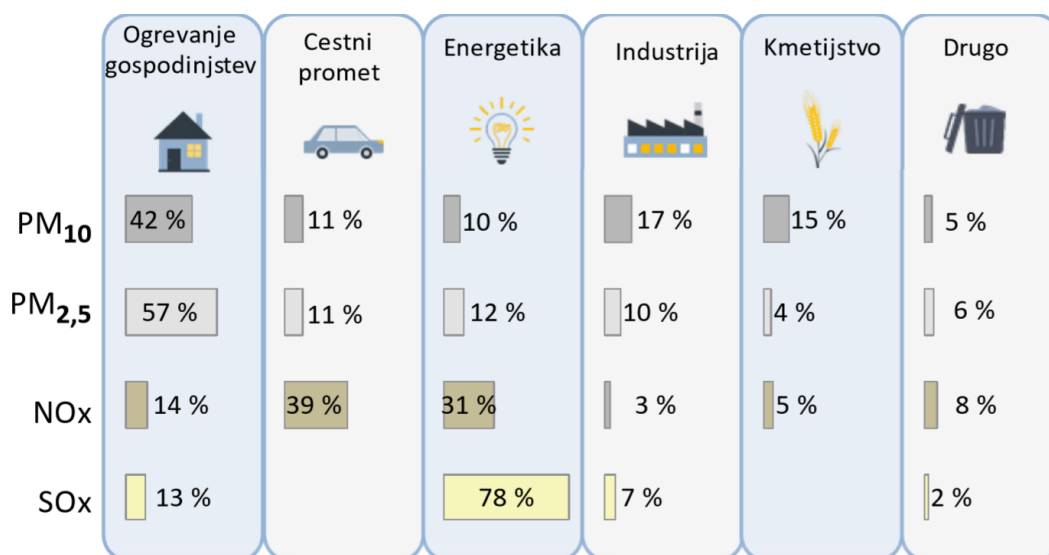 Ogrevanje
gospodinjstev
Cestni
promet
Energetika
Industrija
Kmetijstvo
Drugo
PM10 42 % 11 % 10 % 17 % 15 % 5 %
PM2,5 57 % 11 % 12 % 10 % 4 % 6 %
NOx 14 % 39 % 31 % 3 % 5 % 8 %
SOx 13 % 78 % 7 % 2 %